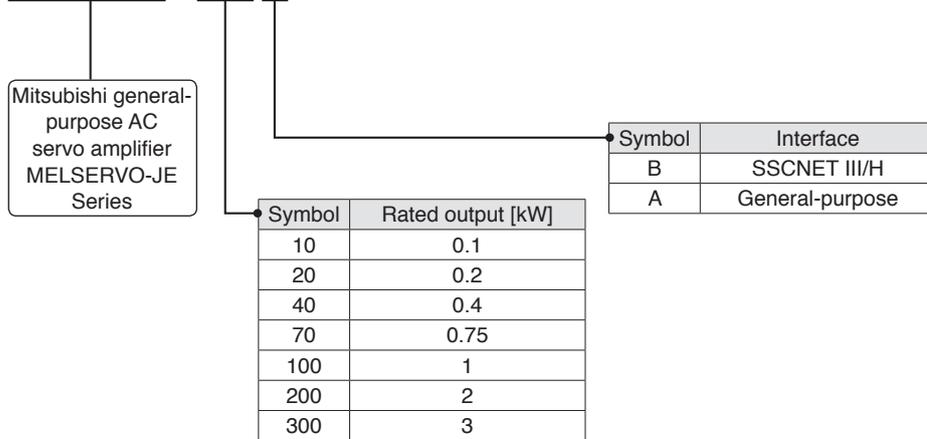 Mitsubishi general-
purpose AC
servo amplifier
MELSERVO-JE
Series
Symbol Interface
B SSCNET III/H
A General-purpose
Symbol Rated output [kW]
10 0.1
20 0.2
40 0.4
70 0.75
100 1
200 2
300 3